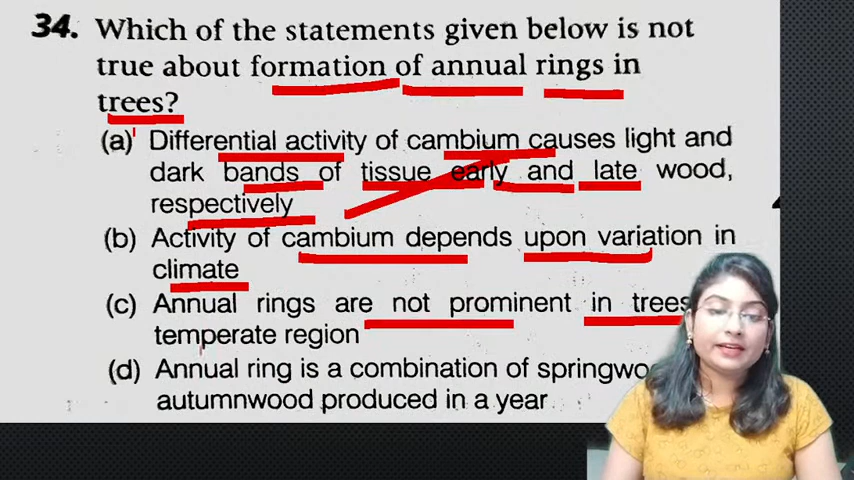 34. Which of the statements given below is not
true about formation of annual rings in
trees?
(a) Differential activity of cambium causes light and
dark bands of tissue early and late wood,
respectively
(b) Activity of cambium depends upon variation in
climate
(c) Annual rings are not prominent in trees
temperate region
(d) Annual ring is a combination of
autumnwood produced in a year